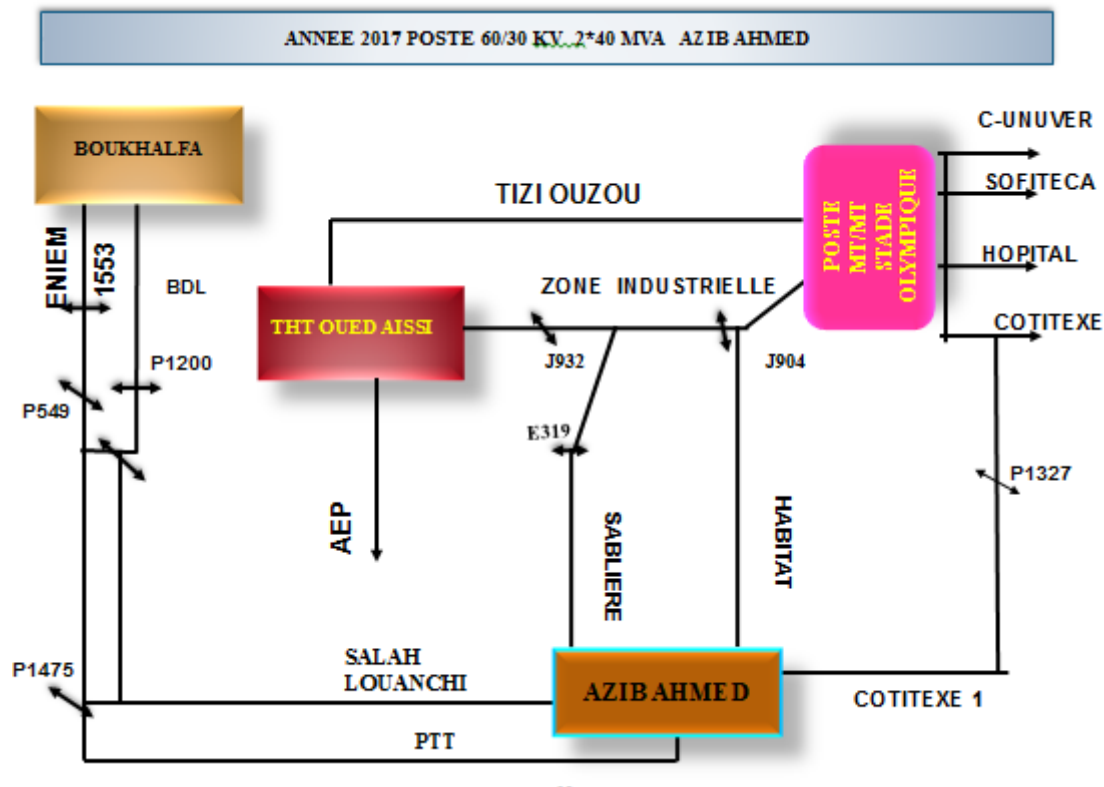 ANNEE 2017 POSTE 60/30 KV 2*40 MVA AZIB AHMED
BOUKHALFA
C-UNUVER
SOFITECA
HOPITAL
COTITEXE
POSTE
MT/MT
STADE
OLYMPIQUE
TIZI OUZOU
ENIEM
1553
BDL
ZONE INDUSTRIELLE
THT OUED AISSI
J932
J904
P1200
P549
E319
P1327
AEP
SABLIERE
HABITAT
P1475
SALAH
LOUANCHI
AZIB AHMED
COTITEXE 1
PTT